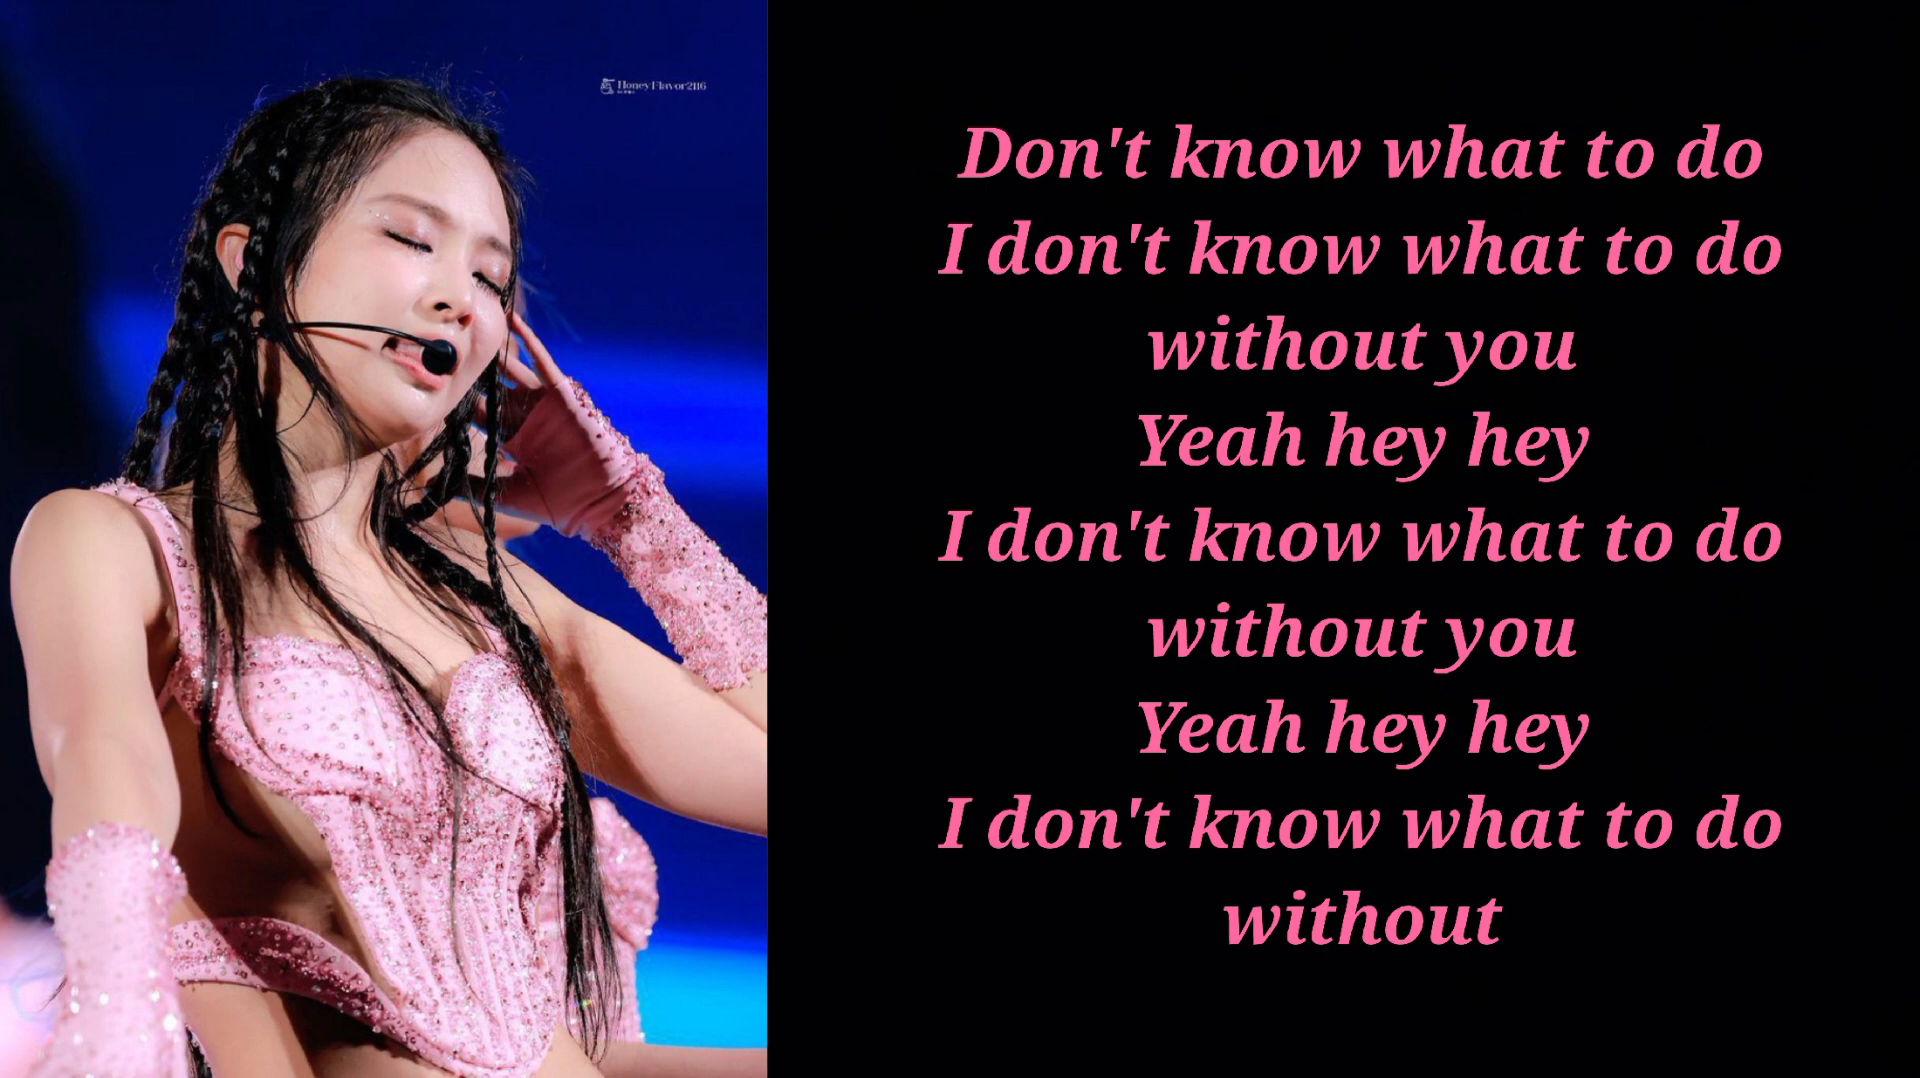 HoneyFlavor2116
Don't know what to do
I don't know what to do
without you
Yeah hey hey
I don't know what to do
without you
Yeah hey hey
I don't know what to do
without